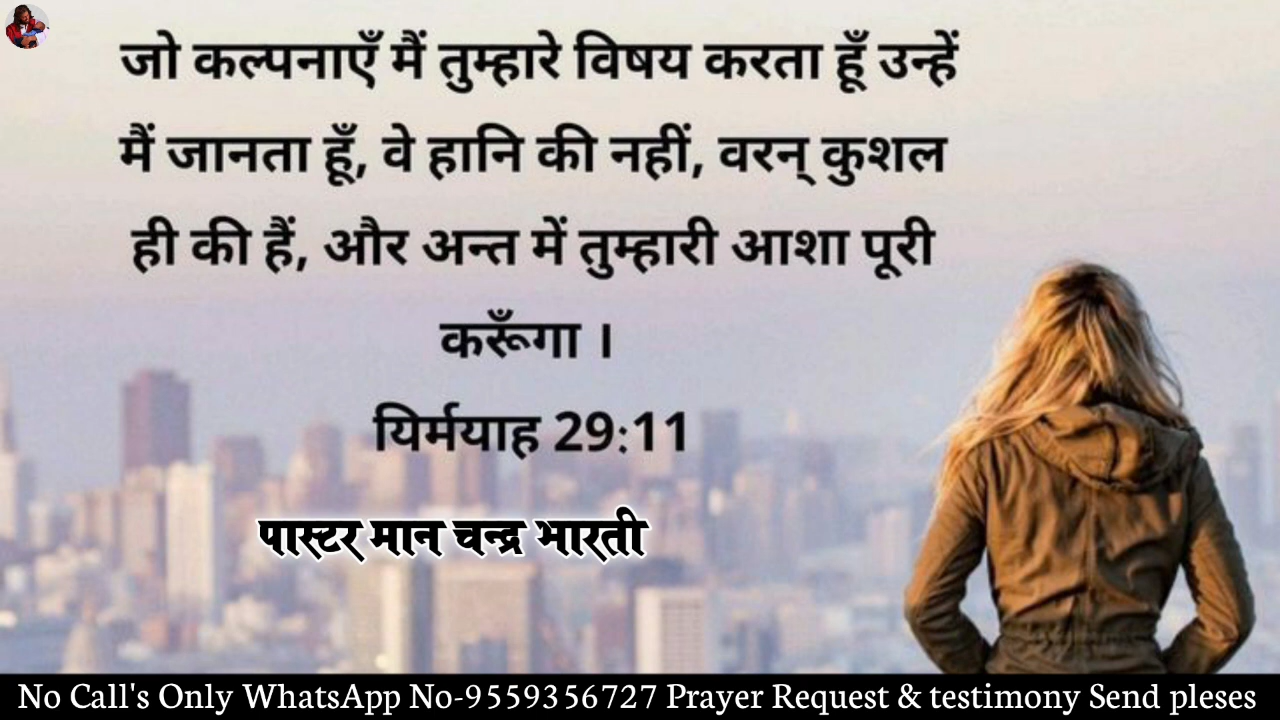 जो कल्पनाएँ मैं तुम्हारे विषय करता हूँ उन्हें
मैं जानता हूँ, वे हानि की नहीं, वरन् कुशल
ही की हैं, और अन्त में तुम्हारी आशा पूरी
करूँगा ।
यिर्मयाह 29:11
पास्टर मान चन्द्र भारती
No Call's Only WhatsApp No-9559356727 Prayer Request & testimony Send pleses